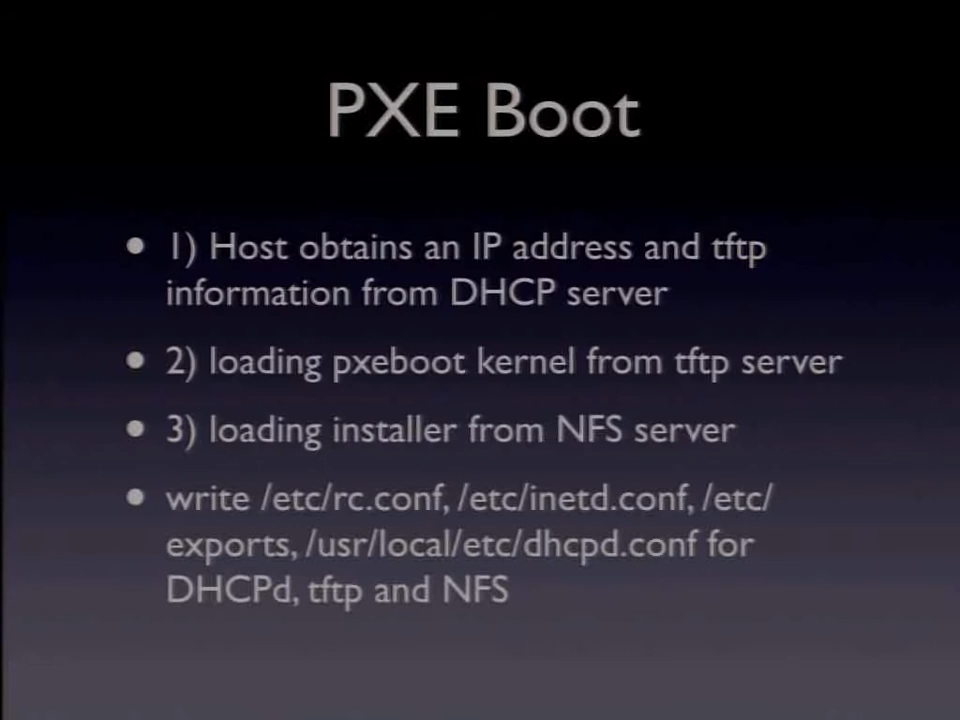 PXE Boot
• 1) Host obtains an IP address and tftp
information from DHCP server
• 2) loading pxeboot kernel from tftp server
• 3) loading installer from NFS server
• write /etc/rc.conf, /etc/inetd.conf, /etc/
exports, /usr/local/etc/dhcpd.conf for
DHCPd, tftp and NFS